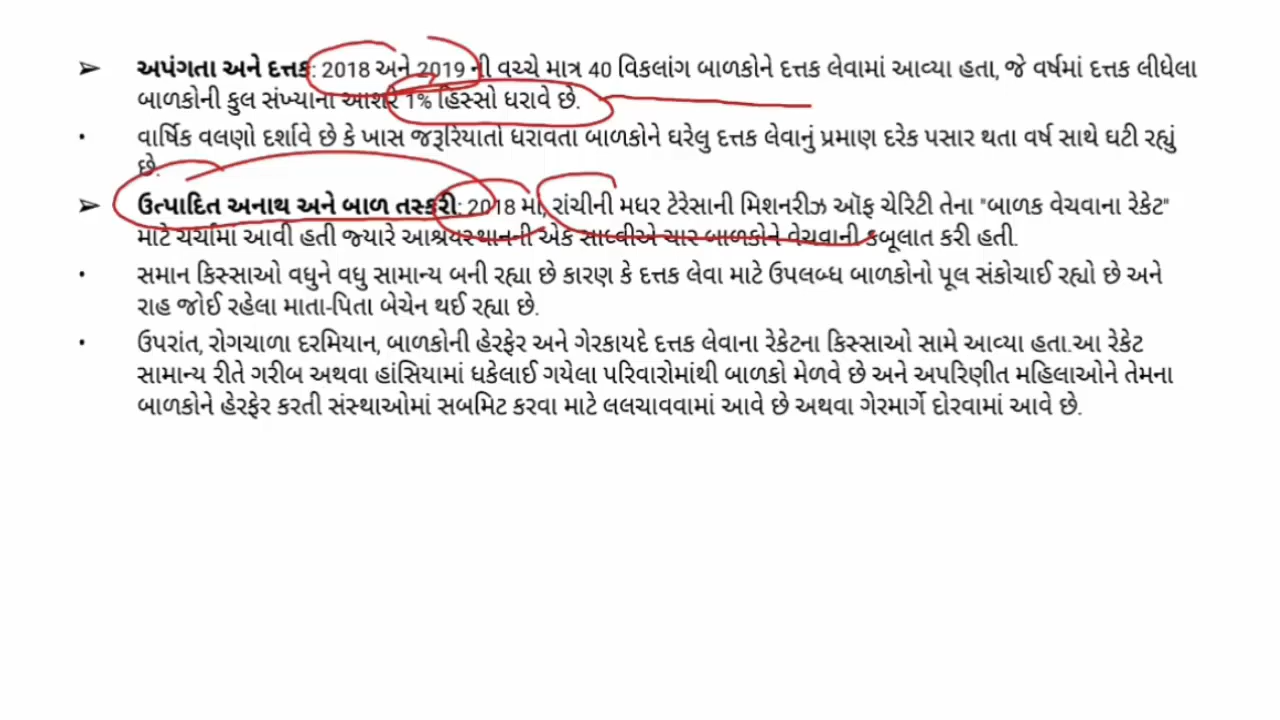 ➢ અપંગતા અને દત્તક: 2018 અને 2019 ની વચ્ચે માત્ર 40 વિકલાંગ બાળકોને દત્તક લેવામાં આવ્યા હતા, જે વર્ષમાં દત્તક લીધેલા
બાળકોની કુલ સંખ્યાના આશરે 1% હિસ્સો ધરાવે છે.
• વાર્ષિક વલણો દર્શાવે છે કે ખાસ જરૂરિયાતો ધરાવતા બાળકોને ઘરેલુ દત્તક લેવાનું પ્રમાણ દરેક પસાર થતા વર્ષ સાથે ઘટી રહ્યું
છે.
➢ ઉત્પાદિત અનાથ અને બાળ તસ્કરી: 2018 માં, રાંચીની મધર ટેરેસાની મિશનરીઝ ઑફ ચેરિટી તેના "બાળક વેચવાના રેકેટ"
માટે ચર્ચામાં આવી હતી જ્યારે આશ્રયસ્થાનની એક સાધ્વીએ ચાર બાળકોને વેચવાની કબૂલાત કરી હતી.
• સમાન કિસ્સાઓ વધુને વધુ સામાન્ય બની રહ્યા છે કારણ કે દત્તક લેવા માટે ઉપલબ્ધ બાળકોનો પૂલ સંકોચાઈ રહ્યો છે અને
રાહ જોઈ રહેલા માતા-પિતા બેચેન થઈ રહ્યા છે.
• ઉપરાંત, રોગચાળા દરમિયાન, બાળકોની હેરફેર અને ગેરકાયદે દત્તક લેવાના રેકેટના કિસ્સાઓ સામે આવ્યા હતા.આ રેકેટ
સામાન્ય રીતે ગરીબ અથવા હાંસિયામાં ધકેલાઈ ગયેલા પરિવારોમાંથી બાળકો મેળવે છે અને અપરિણીત મહિલાઓને તેમના
બાળકોને હેરફેર કરતી સંસ્થાઓમાં સબમિટ કરવા માટે લલચાવવામાં આવે છે અથવા ગેરમાર્ગે દોરવામાં આવે છે.